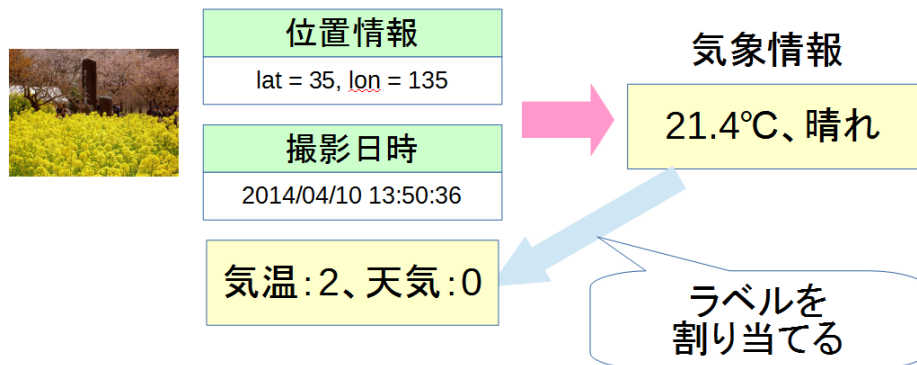 位置情報
lat = 35, lon = 135
撮影日時
2014/04/10 13:50:36
気象情報
21.4℃、晴れ
気温:2、天気:0
ラベルを
割り当てる